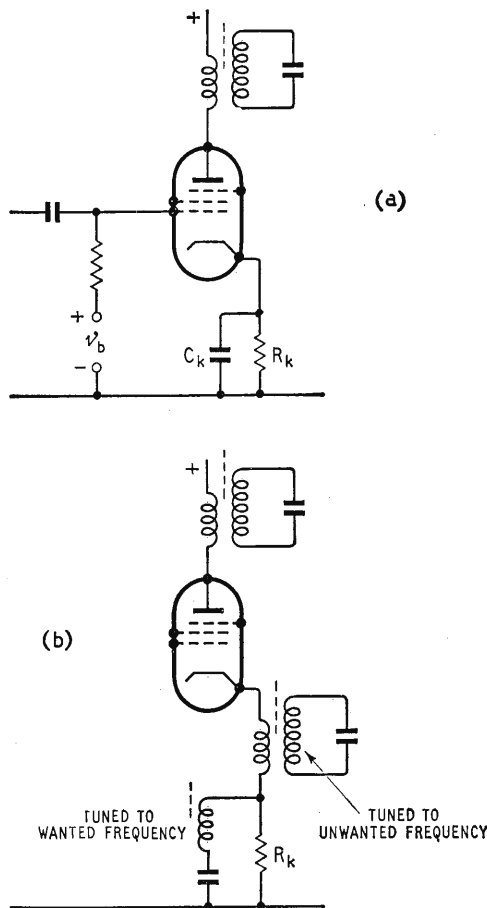 +
(a)
+
v_b
-
C_k
R_k
+
(b)
TUNED TO
WANTED FREQUENCY
R_k
TUNED TO
UNWANTED FREQUENCY